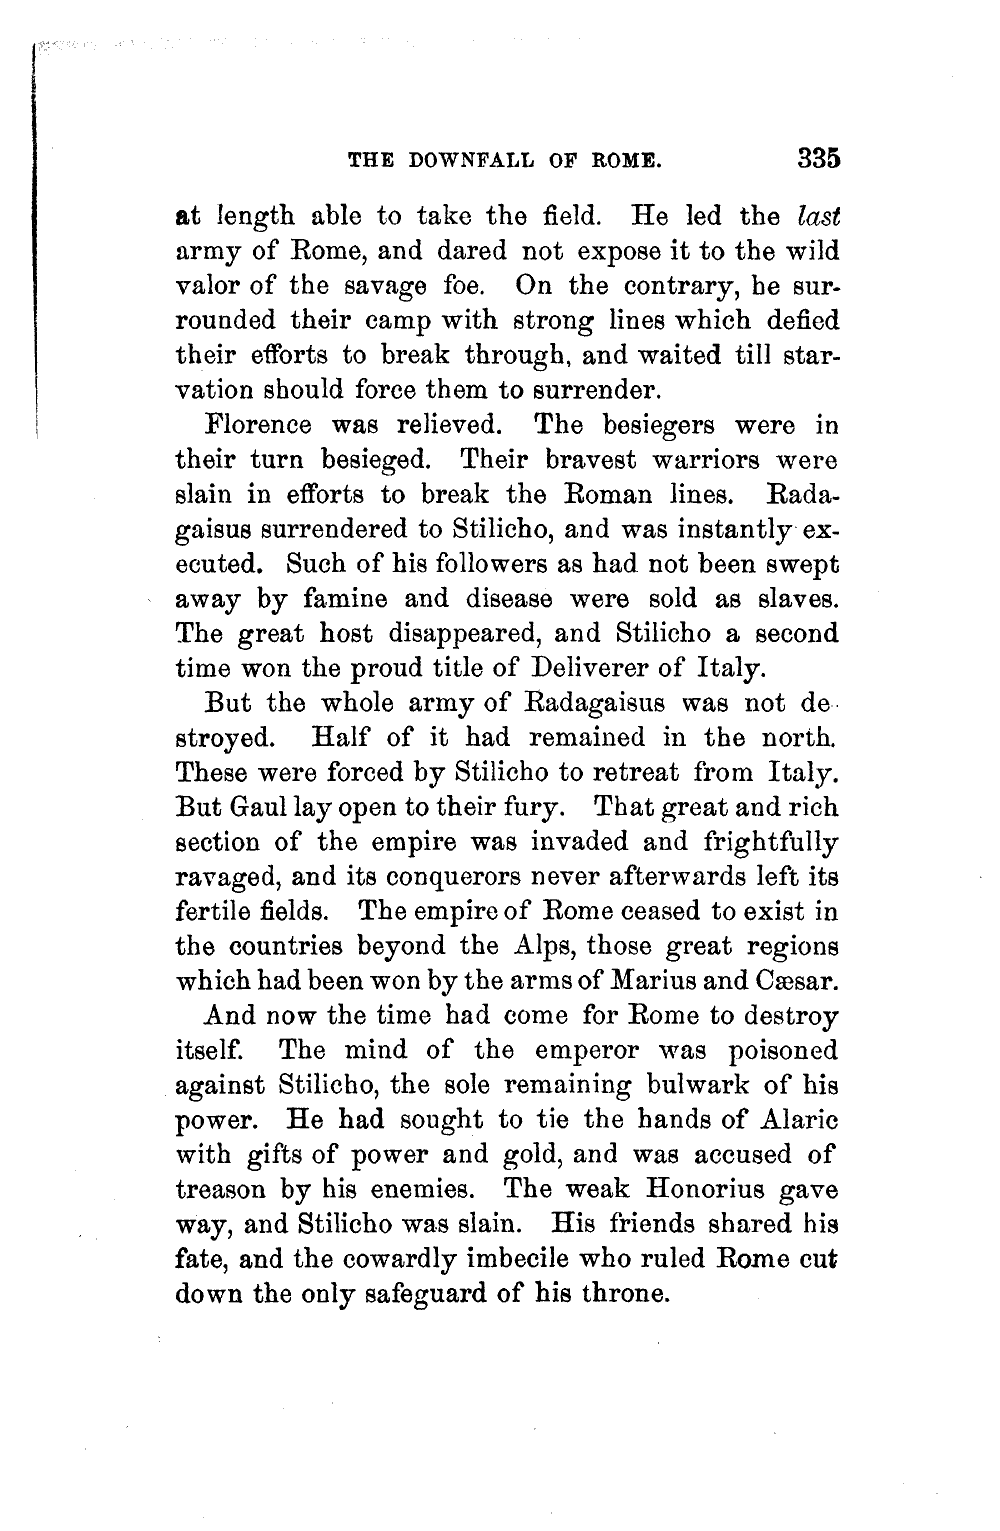 THE DOWNFALL OF ROME. 335
at length able to take the field. He led the last
army of Rome, and dared not expose it to the wild
valor of the savage foe. On the contrary, he sur-
rounded their camp with strong lines which defied
their efforts to break through, and waited till star-
vation should force them to surrender.
Florence was relieved. The besiegers were in
their turn besieged. Their bravest warriors were
slain in efforts to break the Roman lines. Rada-
gaisus surrendered to Stilicho, and was instantly ex-
ecuted. Such of his followers as had not been swept
away by famine and disease were sold as slaves.
The great host disappeared, and Stilicho a second
time won the proud title of Deliverer of Italy.
But the whole army of Radagaisus was not de-
stroyed. Half of it had remained in the north.
These were forced by Stilicho to retreat from Italy.
But Gaul lay open to their fury. That great and rich
section of the empire was invaded and frightfully
ravaged, and its conquerors never afterwards left its
fertile fields. The empire of Rome ceased to exist in
the countries beyond the Alps, those great regions
which had been won by the arms of Marius and Cæsar.
And now the time had come for Rome to destroy
itself. The mind of the emperor was poisoned
against Stilicho, the sole remaining bulwark of his
power. He had sought to tie the hands of Alaric
with gifts of power and gold, and was accused of
treason by his enemies. The weak Honorius gave
way, and Stilicho was slain. His friends shared his
fate, and the cowardly imbecile who ruled Rome cut
down the only safeguard of his throne.